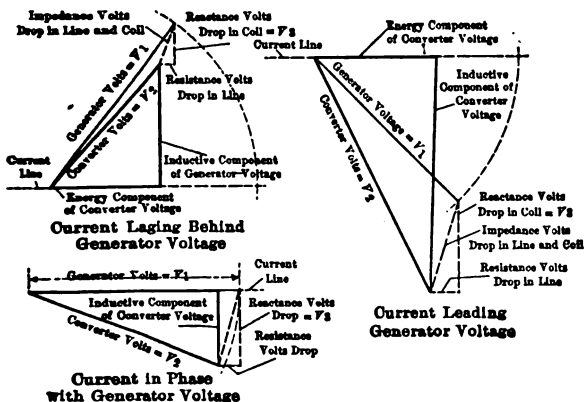 Impedance Volts
Drop in Line and Coil
Reactance Volts
Drop in Coil = V3
Current Line
Generator Volts = V1
Converter Volts = V2
Resistance Volts
Drop in Line
Current
Line
Inductive Component
of Generator Voltage
Energy Component
of Converter Voltage
Current Laging Behind
Generator Voltage
Energy Component
of Converter Voltage
Inductive
Component of
Converter
Voltage
Generator Voltage = V1
Converter Volts = V2
Reactance Volts
Drop in Coil = V3
Impedance Volts
Drop in Line and Coil
Resistance Volts
Drop in Line
Current Leading
Generator Voltage
Generator Volts = V1
Current
Line
Inductive Component
of Converter Voltage
Reactance Volts
Drop = V3
Converter Volts = V2
Resistance
Volts Drop
Current in Phase
with Generator Voltage